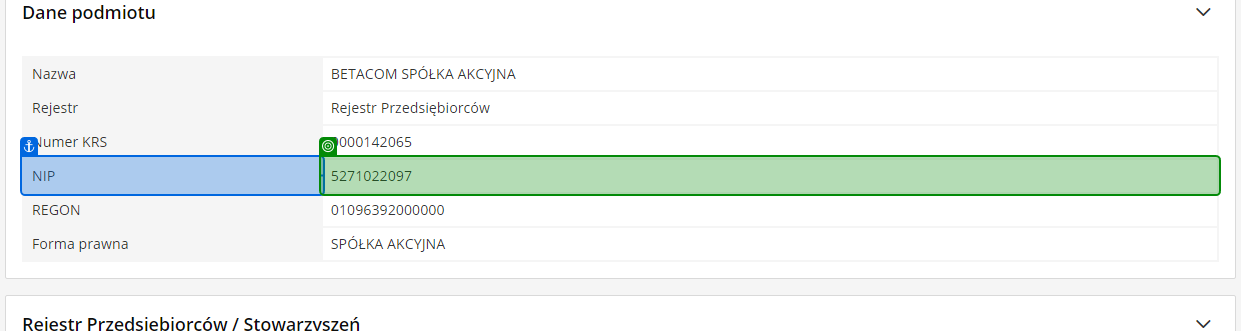 Dane podmiotu
Nazwa BETACOM SPÓŁKA AKCYJNA
Rejestr Rejestr Przedsiębiorców
Numer KRS 0000142065
NIP 5271022097
REGON 01096392000000
Forma prawna SPÓŁKA AKCYJNA
Rejestr Przedsiębiorców / Stowarzyszeń